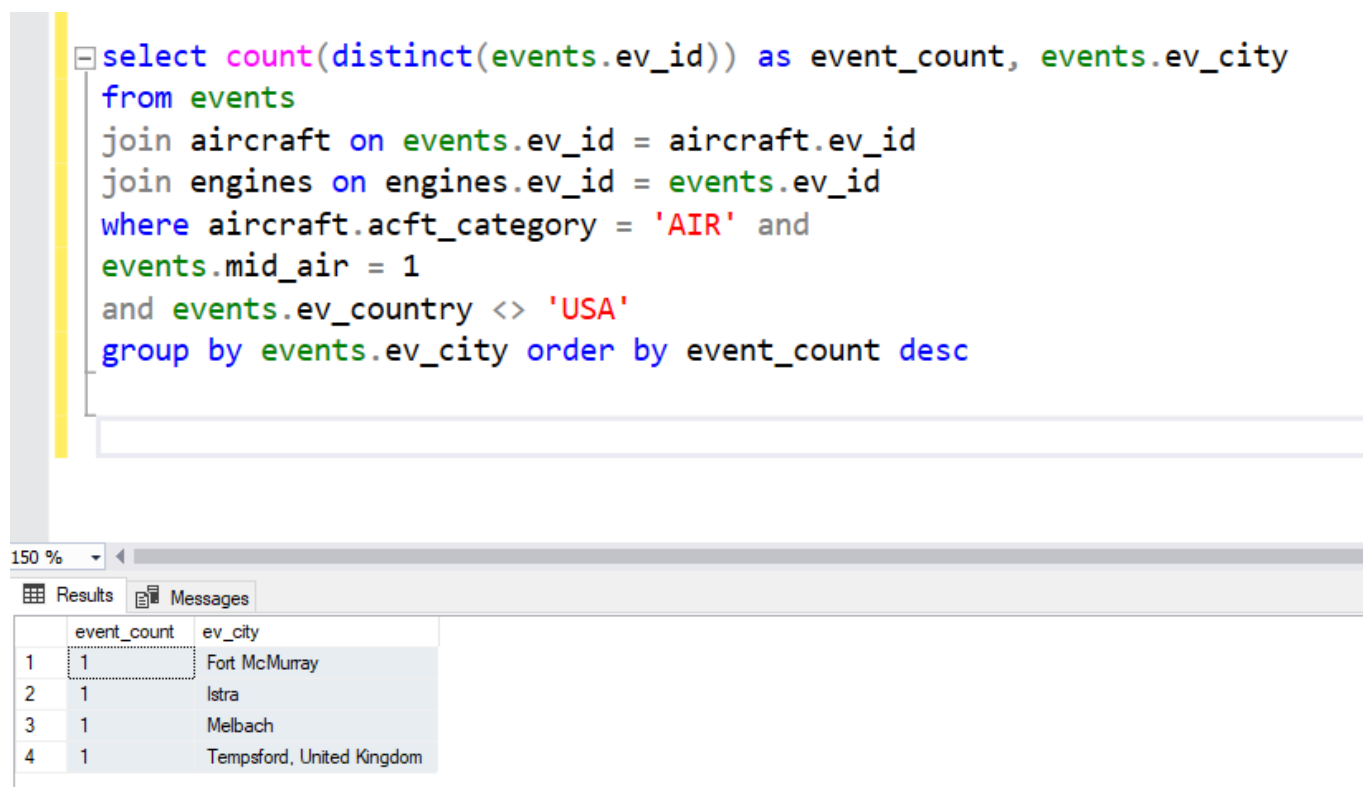 select count(distinct(events.ev_id)) as event_count, events.ev_city
from events
join aircraft on events.ev_id = aircraft.ev_id
join engines on engines.ev_id = events.ev_id
where aircraft.acft_category = 'AIR' and
events.mid_air = 1
and events.ev_country <> 'USA'
group by events.ev_city order by event_count desc
150 %
Results Messages
event_count ev_city
1 1 Fort McMurray
2 1 Istra
3 1 Melbach
4 1 Tempsford, United Kingdom